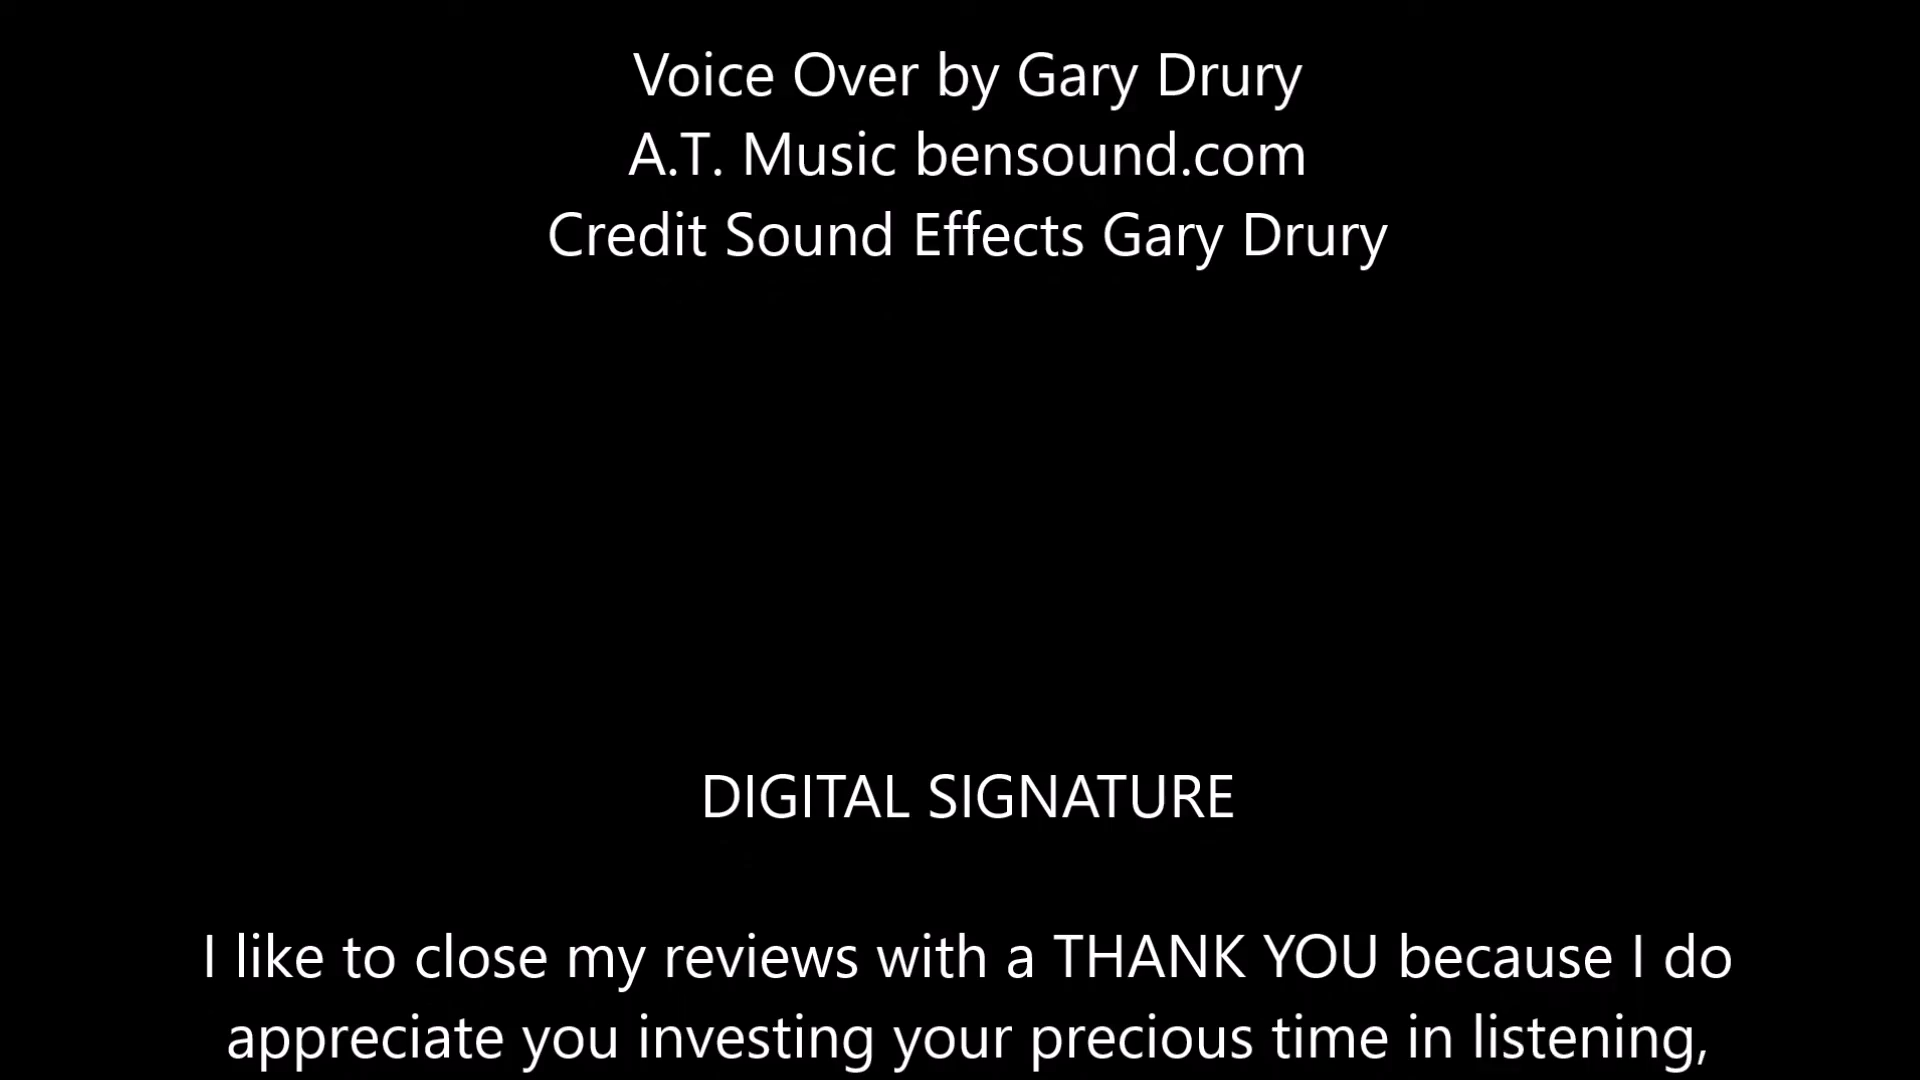 Voice Over by Gary Drury
A.T. Music bensound.com
Credit Sound Effects Gary Drury
DIGITAL SIGNATURE
I like to close my reviews with a THANK YOU because I do
appreciate you investing your precious time in listening,